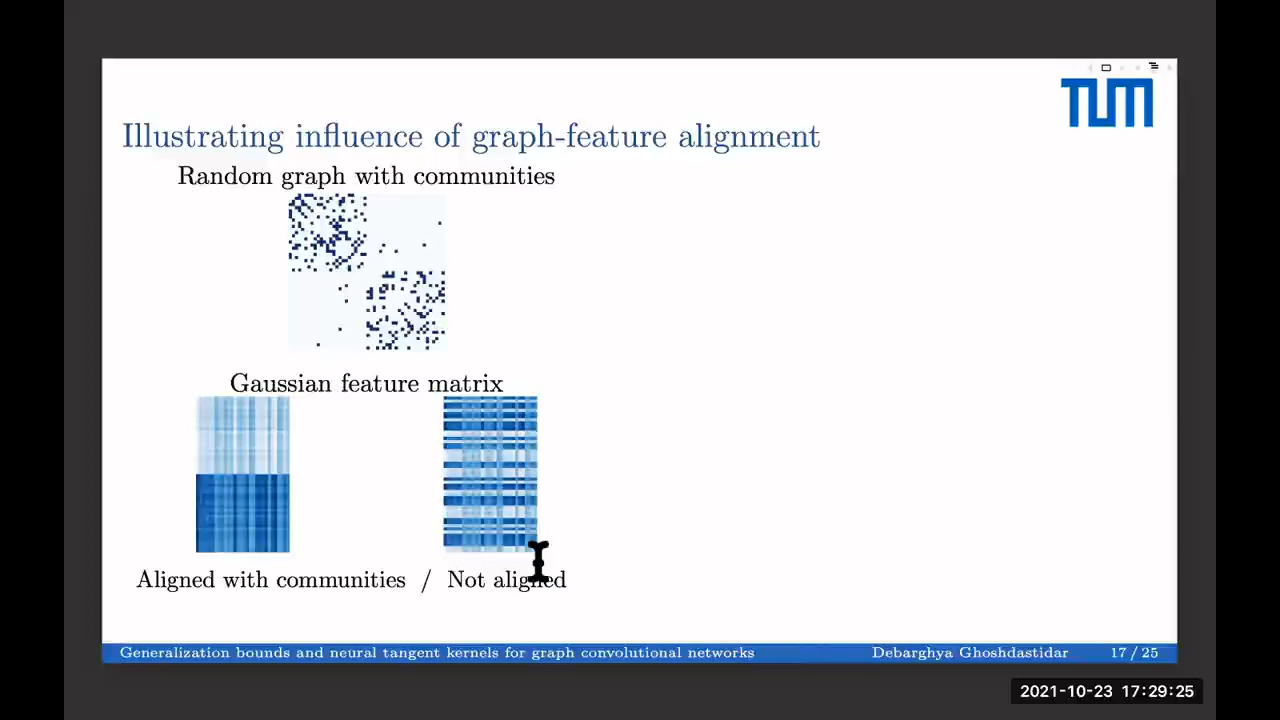 TUM
Illustrating influence of graph-feature alignment
Random graph with communities
Gaussian feature matrix
Aligned with communities / Not aligned
Generalization bounds and neural tangent kernels for graph convolutional networks Debarghya Ghoshdastidar 17 / 25
2021-10-23 17:29:25